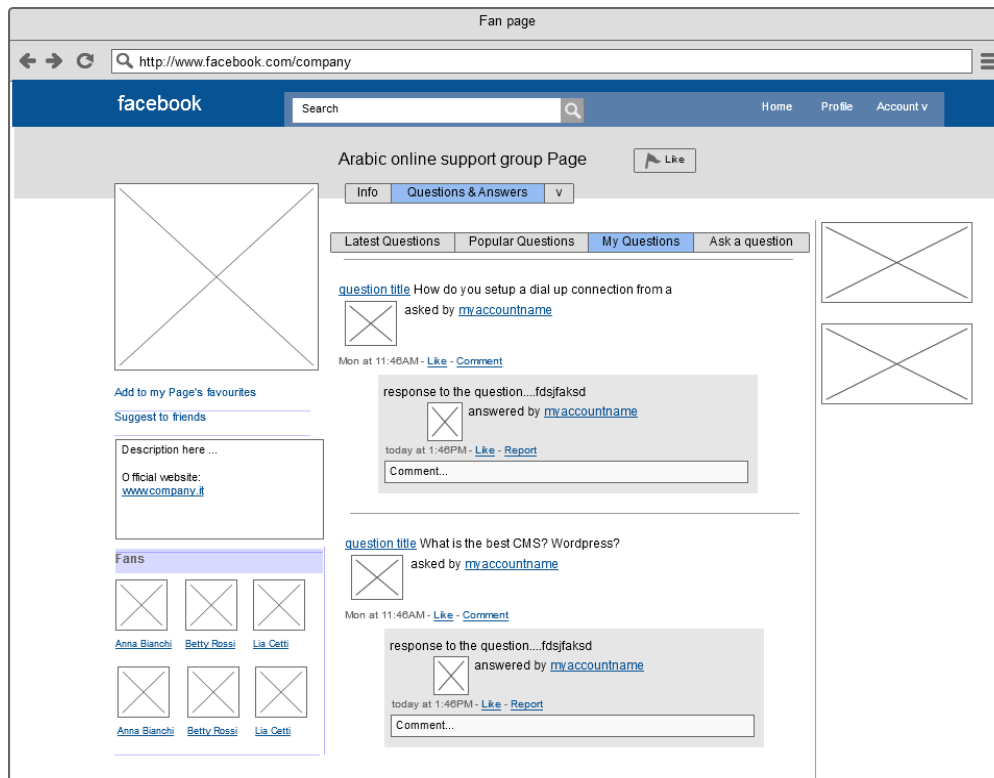 Fan page
http://www.facebook.com/company
facebook
Search
Home Profile Account v
Arabic online support group Page
Like
Info Questions & Answers v
Latest Questions Popular Questions My Questions Ask a question
question title How do you setup a dial up connection from a
asked by myaccountname
Mon at 11:46AM - Like - Comment
response to the question....fdsjfaksd
answered by myaccountname
today at 1:46PM - Like - Report
Comment...
question title What is the best CMS? Wordpress?
asked by myaccountname
Mon at 11:46AM - Like - Comment
response to the question....fdsjfaksd
answered by myaccountname
today at 1:46PM - Like - Report
Comment...
Add to my Page's favourites
Suggest to friends
Description here ...
Official website:
www.company.it
Fans
Anna Bianchi Betty Rossi Lia Cetti
Anna Bianchi Betty Rossi Lia Cetti